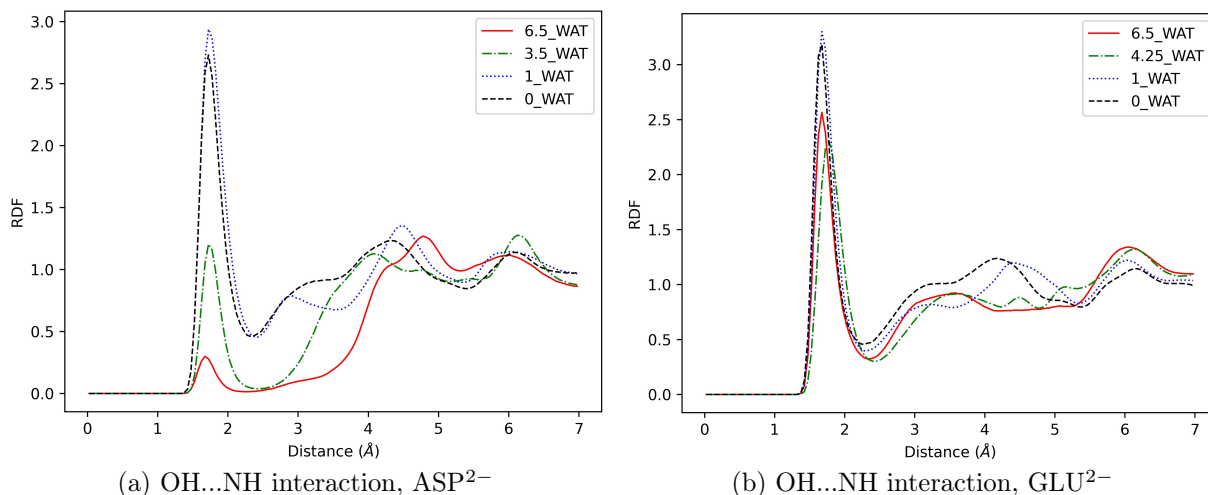 3.0
2.5
2.0
1.5
1.0
0.5
0.0
RDF
0 1 2 3 4 5 6 7
Distance (Å)
6.5_WAT
3.5_WAT
1_WAT
0_WAT
(a) OH...NH interaction, ASP²⁻
3.0
2.5
2.0
1.5
1.0
0.5
0.0
RDF
0 1 2 3 4 5 6 7
Distance (Å)
6.5_WAT
4.25_WAT
1_WAT
0_WAT
(b) OH...NH interaction, GLU²⁻